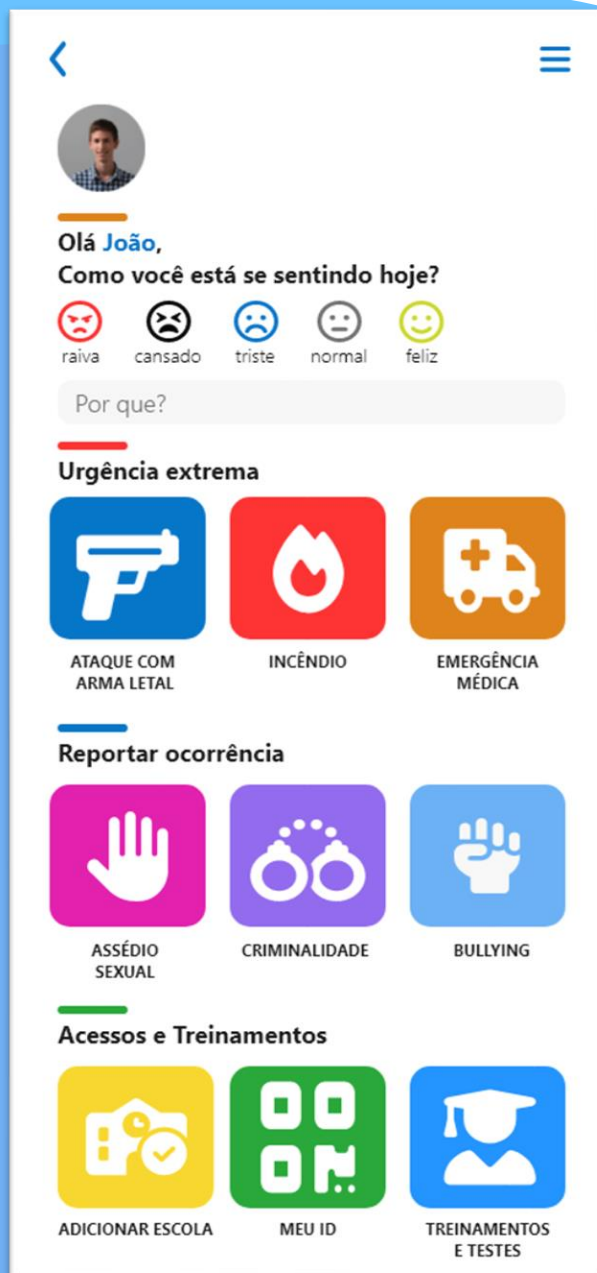 Olá João,
Como você está se sentindo hoje?
raiva cansado triste normal feliz
Por que?
Urgência extrema
ATAQUE COM
ARMA LETAL
INCÊNDIO
EMERGÊNCIA
MÉDICA
Reportar ocorrência
ASSÉDIO
SEXUAL
CRIMINALIDADE
BULLYING
Acessos e Treinamentos
ADICIONAR ESCOLA
MEU ID
TREINAMENTOS
E TESTES